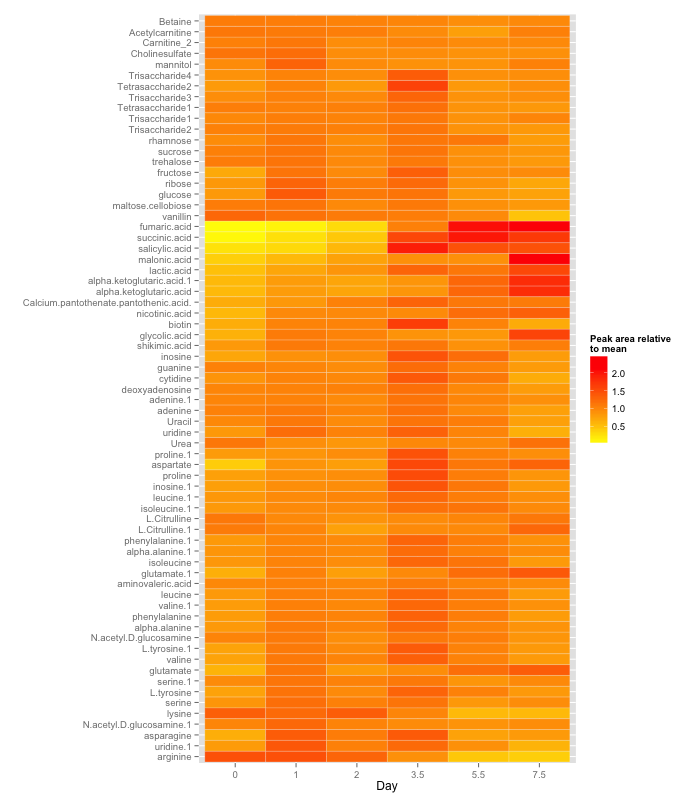 Betaine
Acetylcarnitine
Carnitine_2
Cholinesulfate
mannitol
Trisaccharide4
Tetrasaccharide2
Trisaccharide3
Tetrasaccharide1
Trisaccharide1
Trisaccharide2
rhamnose
sucrose
trehalose
fructose
ribose
glucose
maltose.cellobiose
vanillin
fumaric.acid
succinic.acid
salicylic.acid
malonic.acid
lactic.acid
alpha.ketoglutaric.acid.1
alpha.ketoglutaric.acid
Calcium.pantothenate.pantothenic.acid.
nicotinic.acid
biotin
glycolic.acid
shikimic.acid
inosine
guanine
cytidine
deoxyadenosine
adenine.1
adenine
Uracil
uridine
Urea
proline.1
aspartate
proline
inosine.1
leucine.1
isoleucine.1
L.Citrulline
L.Citrulline.1
phenylalanine.1
alpha.alanine.1
isoleucine
glutamate.1
aminovaleric.acid
leucine
valine.1
phenylalanine
alpha.alanine
N.acetyl.D.glucosamine
L.tyrosine.1
valine
glutamate
serine.1
L.tyrosine
serine
lysine
N.acetyl.D.glucosamine.1
asparagine
uridine.1
arginine
0 1 2 3.5 5.5 7.5
Day
Peak area relative
to mean
2.0
1.5
1.0
0.5